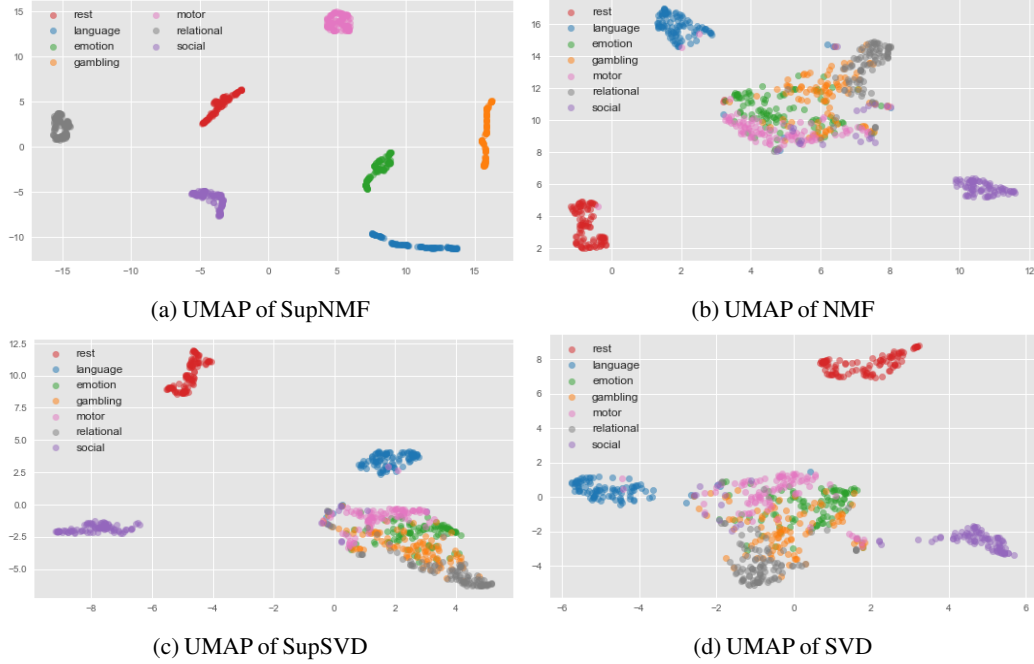 rest
language
emotion
gambling
motor
relational
social
15
10
5
0
−5
−10
−15
−10
−5
0
5
10
15
(a) UMAP of SupNMF
rest
language
emotion
gambling
motor
relational
social
16
14
12
10
8
6
4
2
0
2
4
6
8
10
12
(b) UMAP of NMF
rest
language
emotion
gambling
motor
relational
social
12.5
10.0
7.5
5.0
2.5
0.0
−2.5
−5.0
−8
−6
−4
−2
0
2
4
(c) UMAP of SupSVD
rest
language
emotion
gambling
motor
relational
social
8
6
4
2
0
−2
−4
−6
−4
−2
0
2
4
6
(d) UMAP of SVD